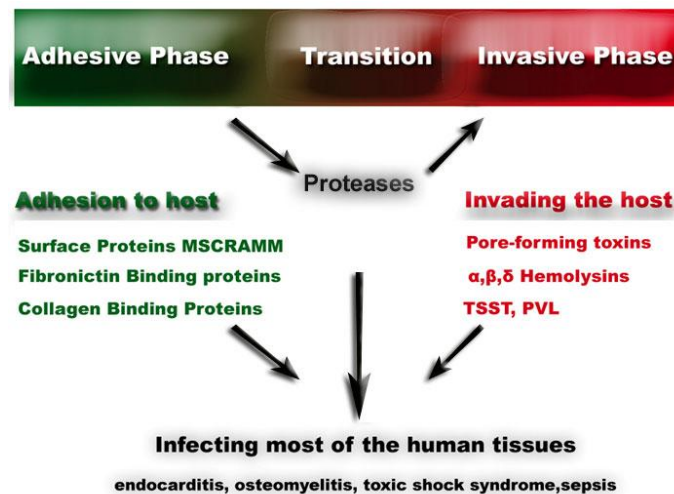 Adhesive Phase Transition Invasive Phase
Proteases
Adhesion to host
Surface Proteins MSCRAMM
Fibronictin Binding proteins
Collagen Binding Proteins
Invading the host
Pore-forming toxins
α,β,δ Hemolysins
TSST, PVL
Infecting most of the human tissues
endocarditis, osteomyelitis, toxic shock syndrome,sepsis